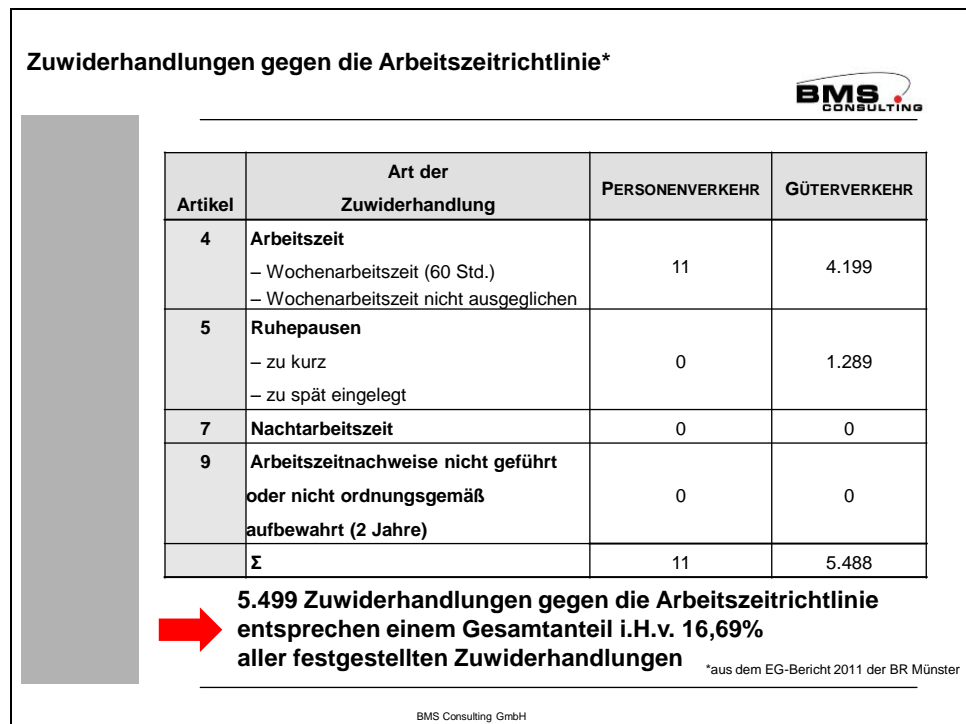 Zuwiderhandlungen gegen die Arbeitszeitrichtlinie*
BMS
CONSULTING
Artikel
Art der
Zuwiderhandlung
PERSONENVERKEHR
GÜTERVERKEHR
4
Arbeitszeit
– Wochenarbeitszeit (60 Std.)
– Wochenarbeitszeit nicht ausgeglichen
11
4.199
5
Ruhepausen
– zu kurz
– zu spät eingelegt
0
1.289
7
Nachtarbeitszeit
0
0
9
Arbeitszeitnachweise nicht geführt
oder nicht ordnungsgemäß
aufbewahrt (2 Jahre)
0
0
Σ
11
5.488
5.499 Zuwiderhandlungen gegen die Arbeitszeitrichtlinie
entsprechen einem Gesamtanteil i.H.v. 16,69%
aller festgestellten Zuwiderhandlungen
*aus dem EG-Bericht 2011 der BR Münster
BMS Consulting GmbH